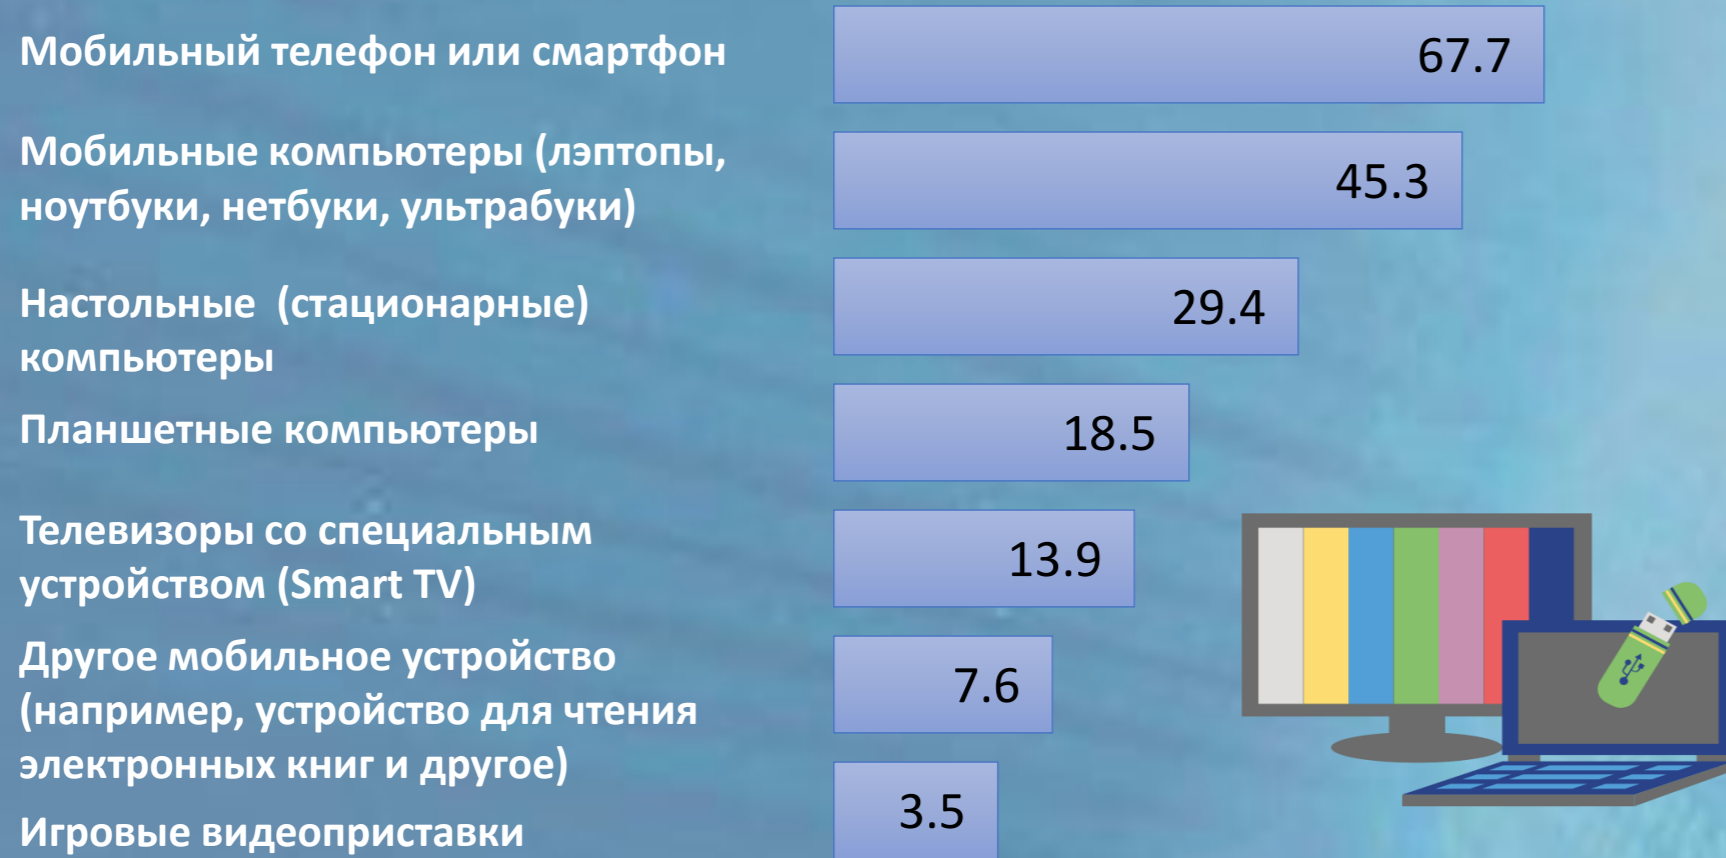 Мобильный телефон или смартфон
67.7
Мобильные компьютеры (лэптопы,
ноутбуки, нетбуки, ультрабуки)
45.3
Настольные  (стационарные)
компьютеры
29.4
Планшетные компьютеры
18.5
Телевизоры со специальным
устройством (Smart TV)
13.9
Другое мобильное устройство
(например, устройство для чтения
электронных книг и другое)
7.6
Игровые видеоприставки
3.5